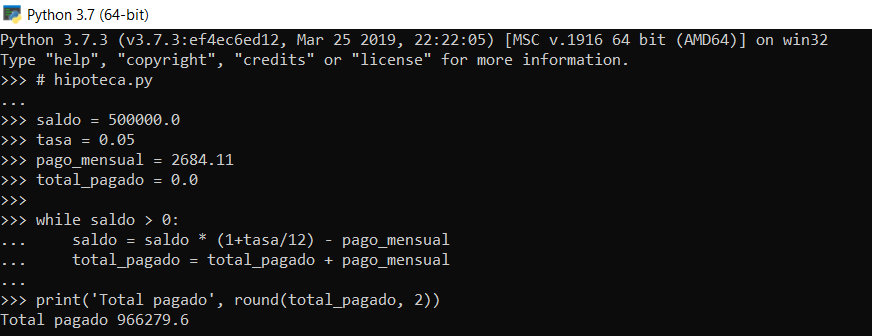 Python 3.7 (64-bit)
Python 3.7.3 (v3.7.3:ef4ec6ed12, Mar 25 2019, 22:22:05) [MSC v.1916 64 bit (AMD64)] on win32
Type "help", "copyright", "credits" or "license" for more information.
>>> # hipoteca.py
...
>>> saldo = 500000.0
>>> tasa = 0.05
>>> pago_mensual = 2684.11
>>> total_pagado = 0.0
>>>
>>> while saldo > 0:
...     saldo = saldo * (1+tasa/12) - pago_mensual
...     total_pagado = total_pagado + pago_mensual
...
>>> print('Total pagado', round(total_pagado, 2))
Total pagado 966279.6